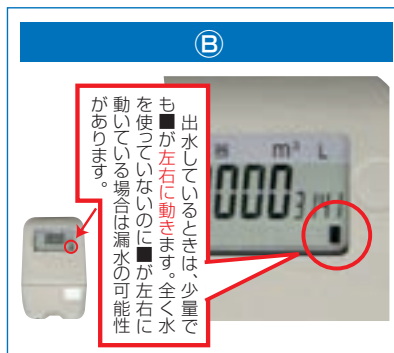 Ⓑ
出水しているときは、少量で
も■が左右に動きます。全く水
を使っていないのに■が左右に
動いている場合は漏水の可能性
があります。
m³ L